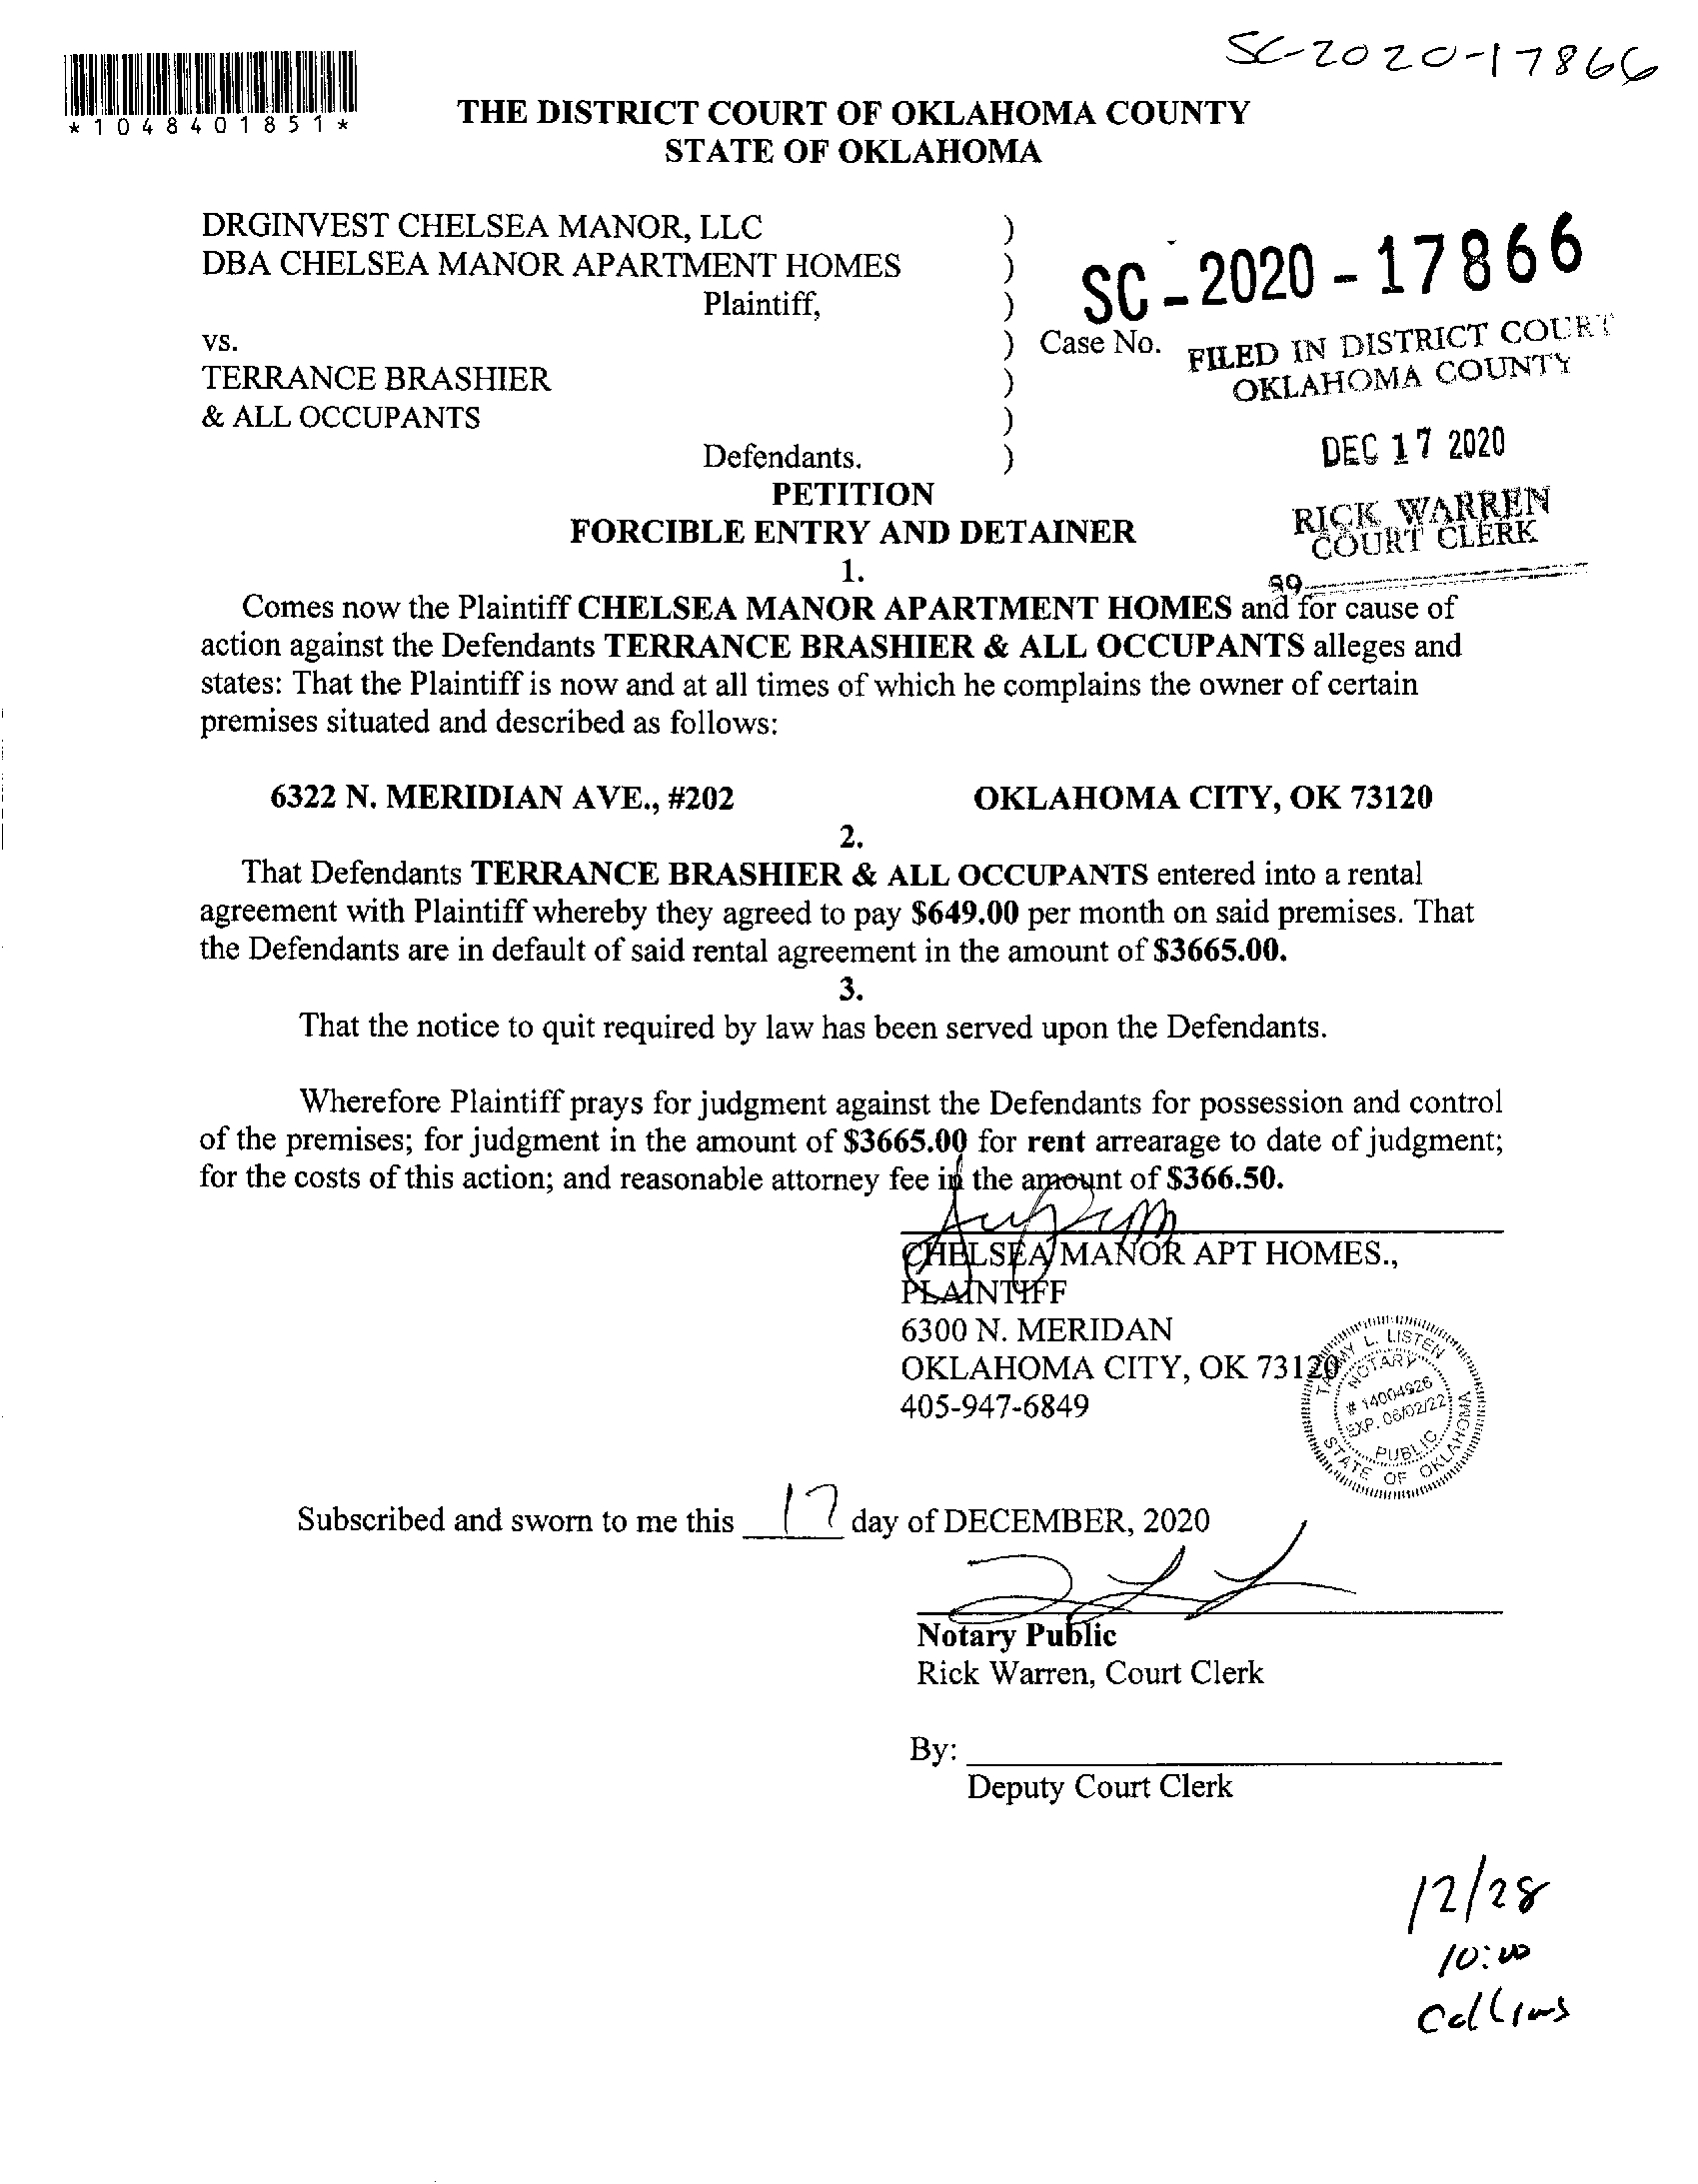 SC-2020-17866
*1048401851*
THE DISTRICT COURT OF OKLAHOMA COUNTY
STATE OF OKLAHOMA
DRGINVEST CHELSEA MANOR, LLC )
DBA CHELSEA MANOR APARTMENT HOMES )
Plaintiff, )
SC-2020-17866
vs. ) Case No.
FILED IN DISTRICT COURT
OKLAHOMA COUNTY
TERRANCE BRASHIER )
& ALL OCCUPANTS )
Defendants. )
DEC 17 2020
PETITION
RICK WARREN
COURT CLERK
FORCIBLE ENTRY AND DETAINER
1.
Comes now the Plaintiff CHELSEA MANOR APARTMENT HOMES and for cause of
action against the Defendants TERRANCE BRASHIER & ALL OCCUPANTS alleges and
states: That the Plaintiff is now and at all times of which he complains the owner of certain
premises situated and described as follows:
6322 N. MERIDIAN AVE., #202 OKLAHOMA CITY, OK 73120
2.
That Defendants TERRANCE BRASHIER & ALL OCCUPANTS entered into a rental
agreement with Plaintiff whereby they agreed to pay $649.00 per month on said premises. That
the Defendants are in default of said rental agreement in the amount of $3665.00.
3.
That the notice to quit required by law has been served upon the Defendants.
Wherefore Plaintiff prays for judgment against the Defendants for possession and control
of the premises; for judgment in the amount of $3665.00 for rent arrearage to date of judgment;
for the costs of this action; and reasonable attorney fee in the amount of $366.50.
CHELSEA MANOR APT HOMES.,
PLAINTIFF
6300 N. MERIDAN
OKLAHOMA CITY, OK 73120
405-947-6849
TAMMY L. LISTEN
NOTARY
# 14004926
EXP. 06/02/22
PUBLIC
STATE OF OKLAHOMA
Subscribed and sworn to me this 17 day of DECEMBER, 2020
Notary Public
Rick Warren, Court Clerk
By:
Deputy Court Clerk
12/28
10:00
Collins